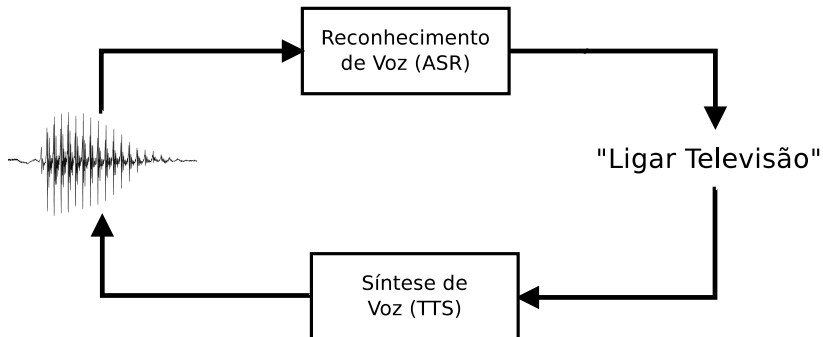 Reconhecimento
de Voz (ASR)
"Ligar Televisão"
Síntese de
Voz (TTS)